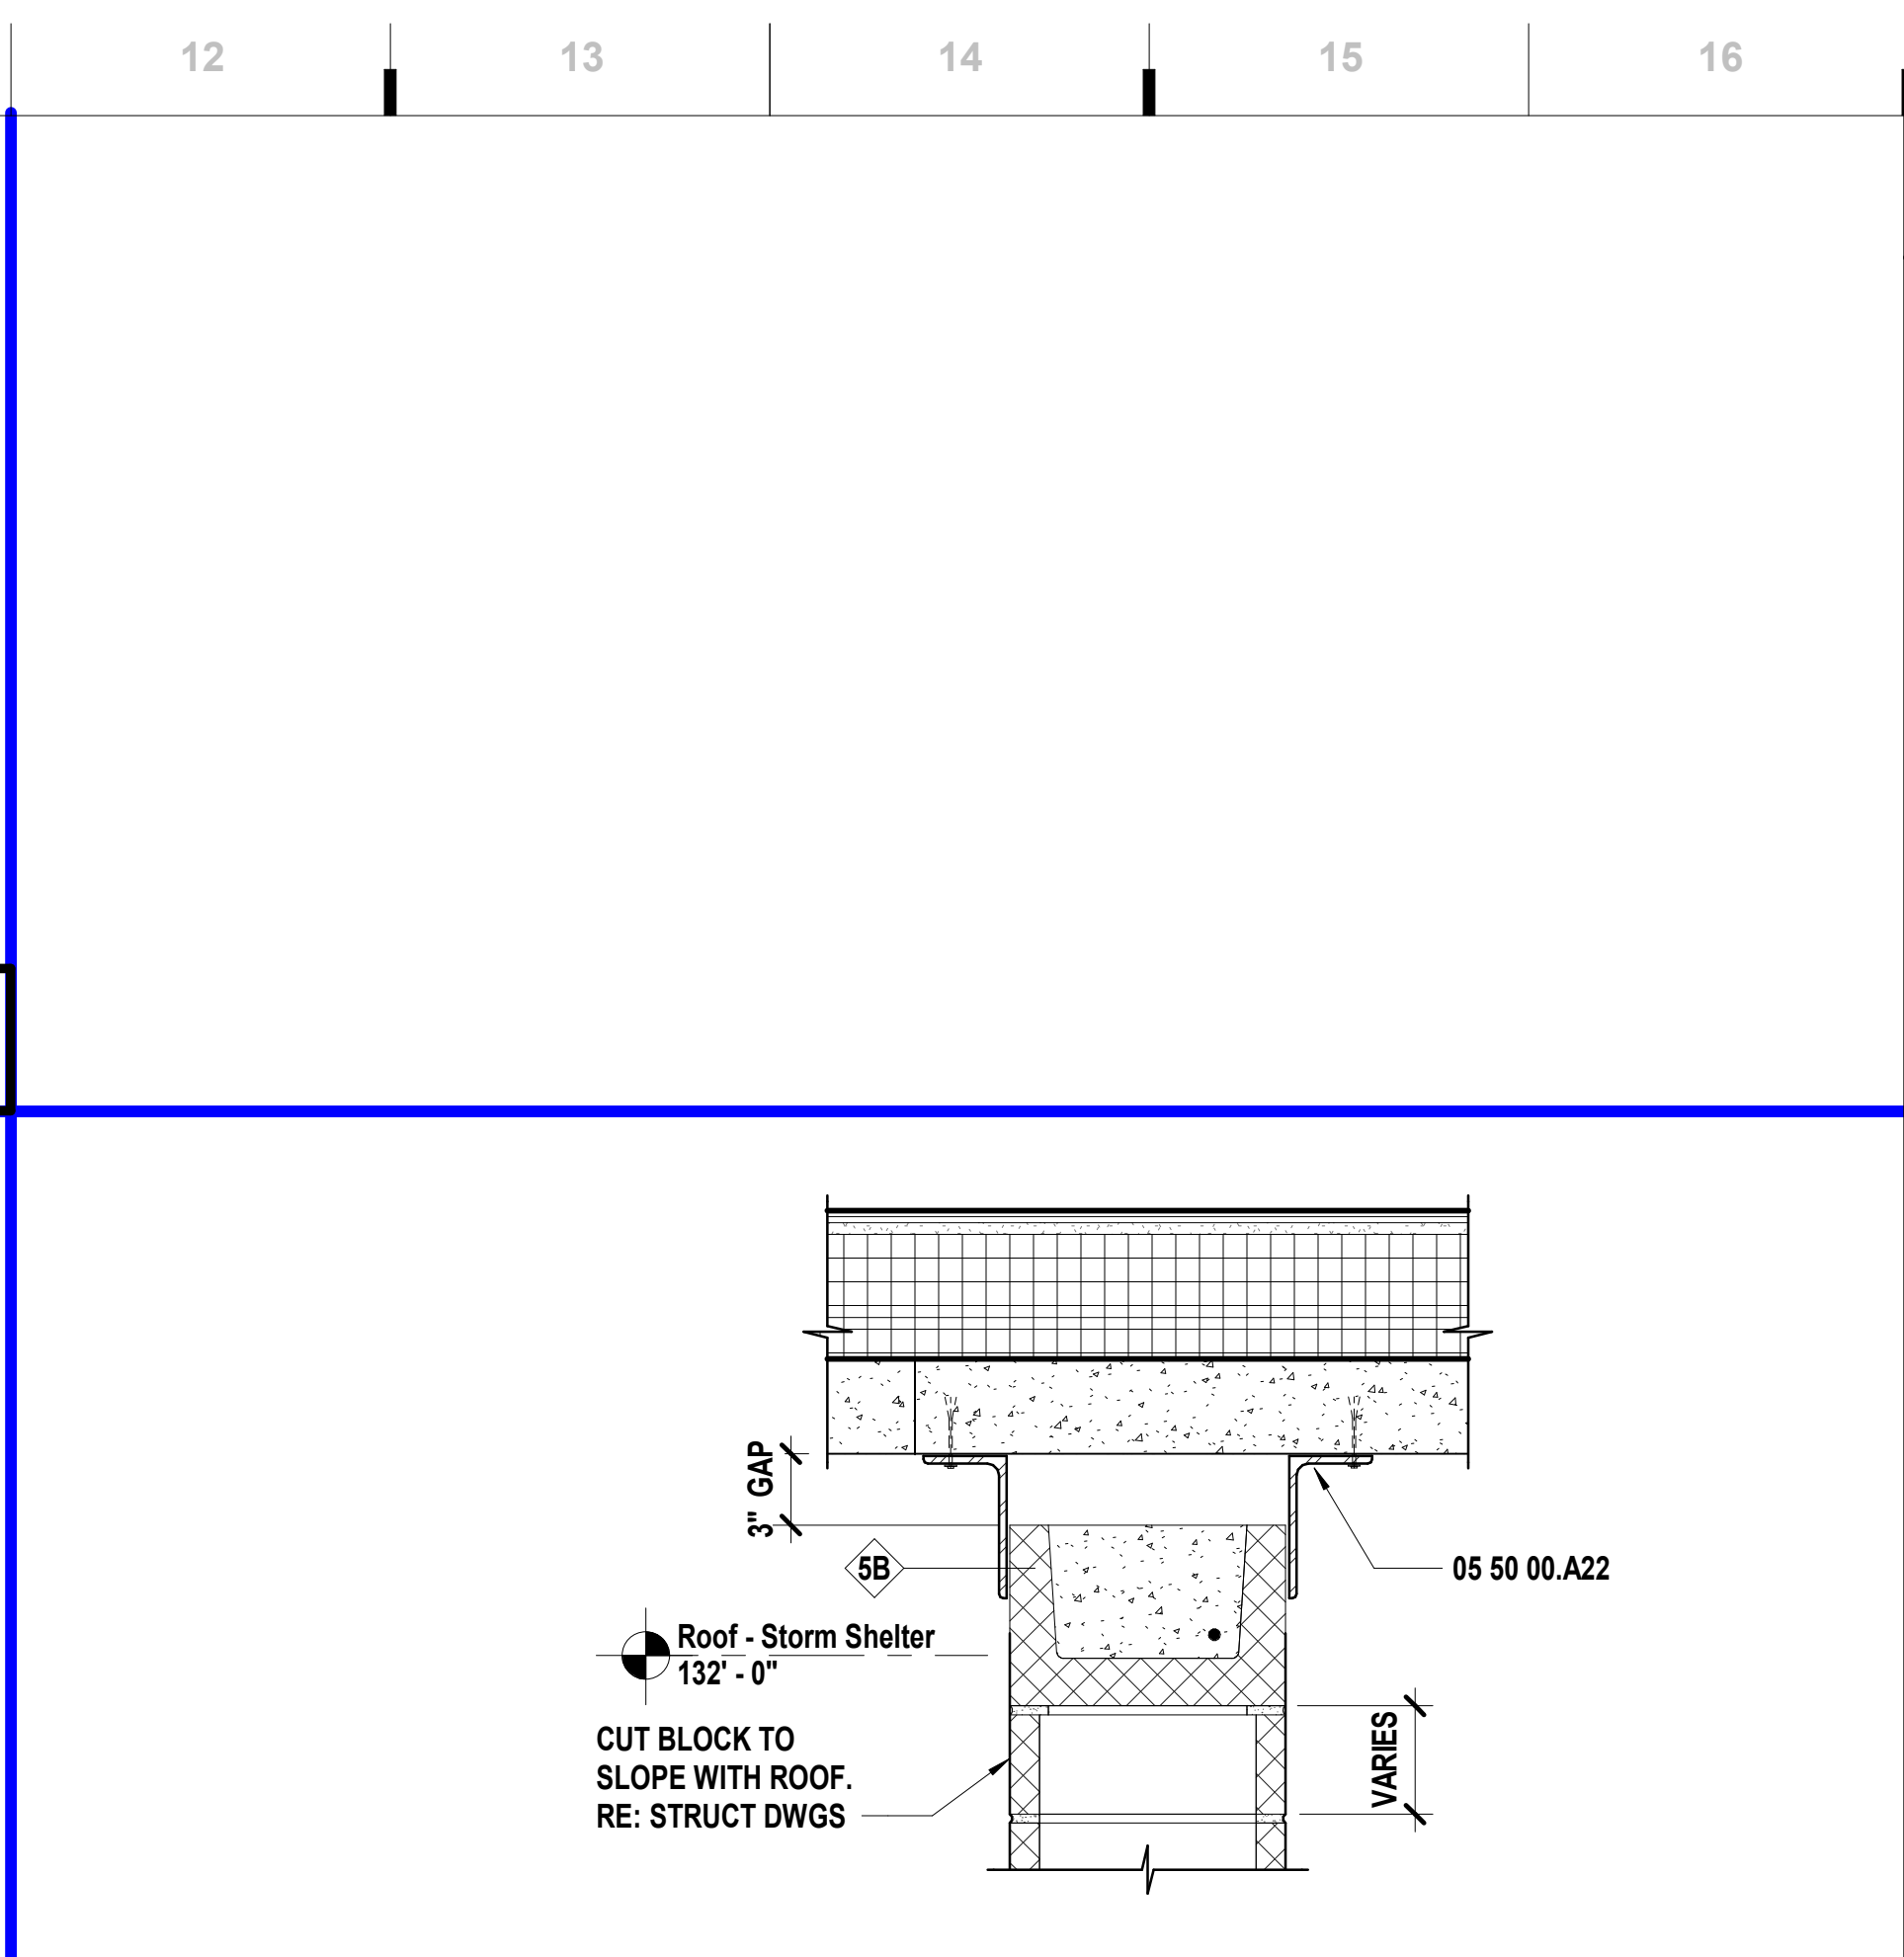 12 13 14 15 16
3" GAP
5B
05 50 00.A22
Roof - Storm Shelter
132' - 0"
CUT BLOCK TO
SLOPE WITH ROOF.
RE: STRUCT DWGS
VARIES